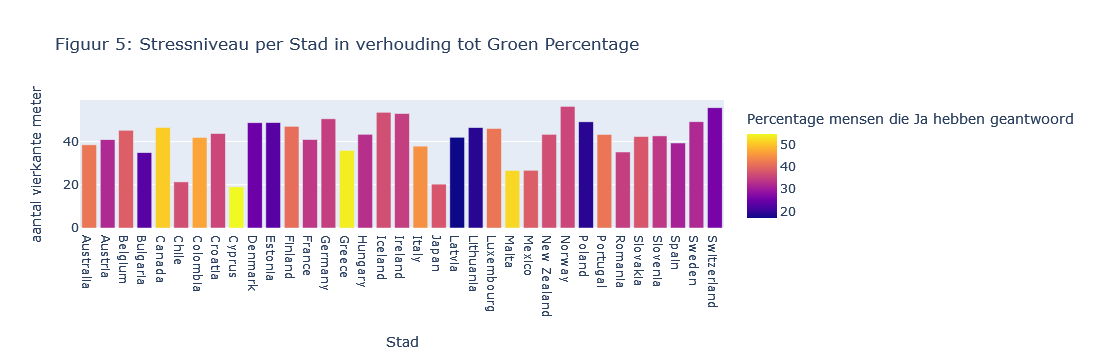 Figuur 5: Stressniveau per Stad in verhouding tot Groen Percentage
aantal vierkante meter
40
20
0
Australia
Austria
Belgium
Bulgaria
Canada
Chile
Colombia
Croatia
Cyprus
Denmark
Estonia
Finland
France
Germany
Greece
Hungary
Iceland
Ireland
Italy
Japan
Latvia
Lithuania
Luxembourg
Malta
Mexico
New Zealand
Norway
Poland
Portugal
Romania
Slovakia
Slovenia
Spain
Sweden
Switzerland
Stad
Percentage mensen die Ja hebben geantwoord
50
40
30
20